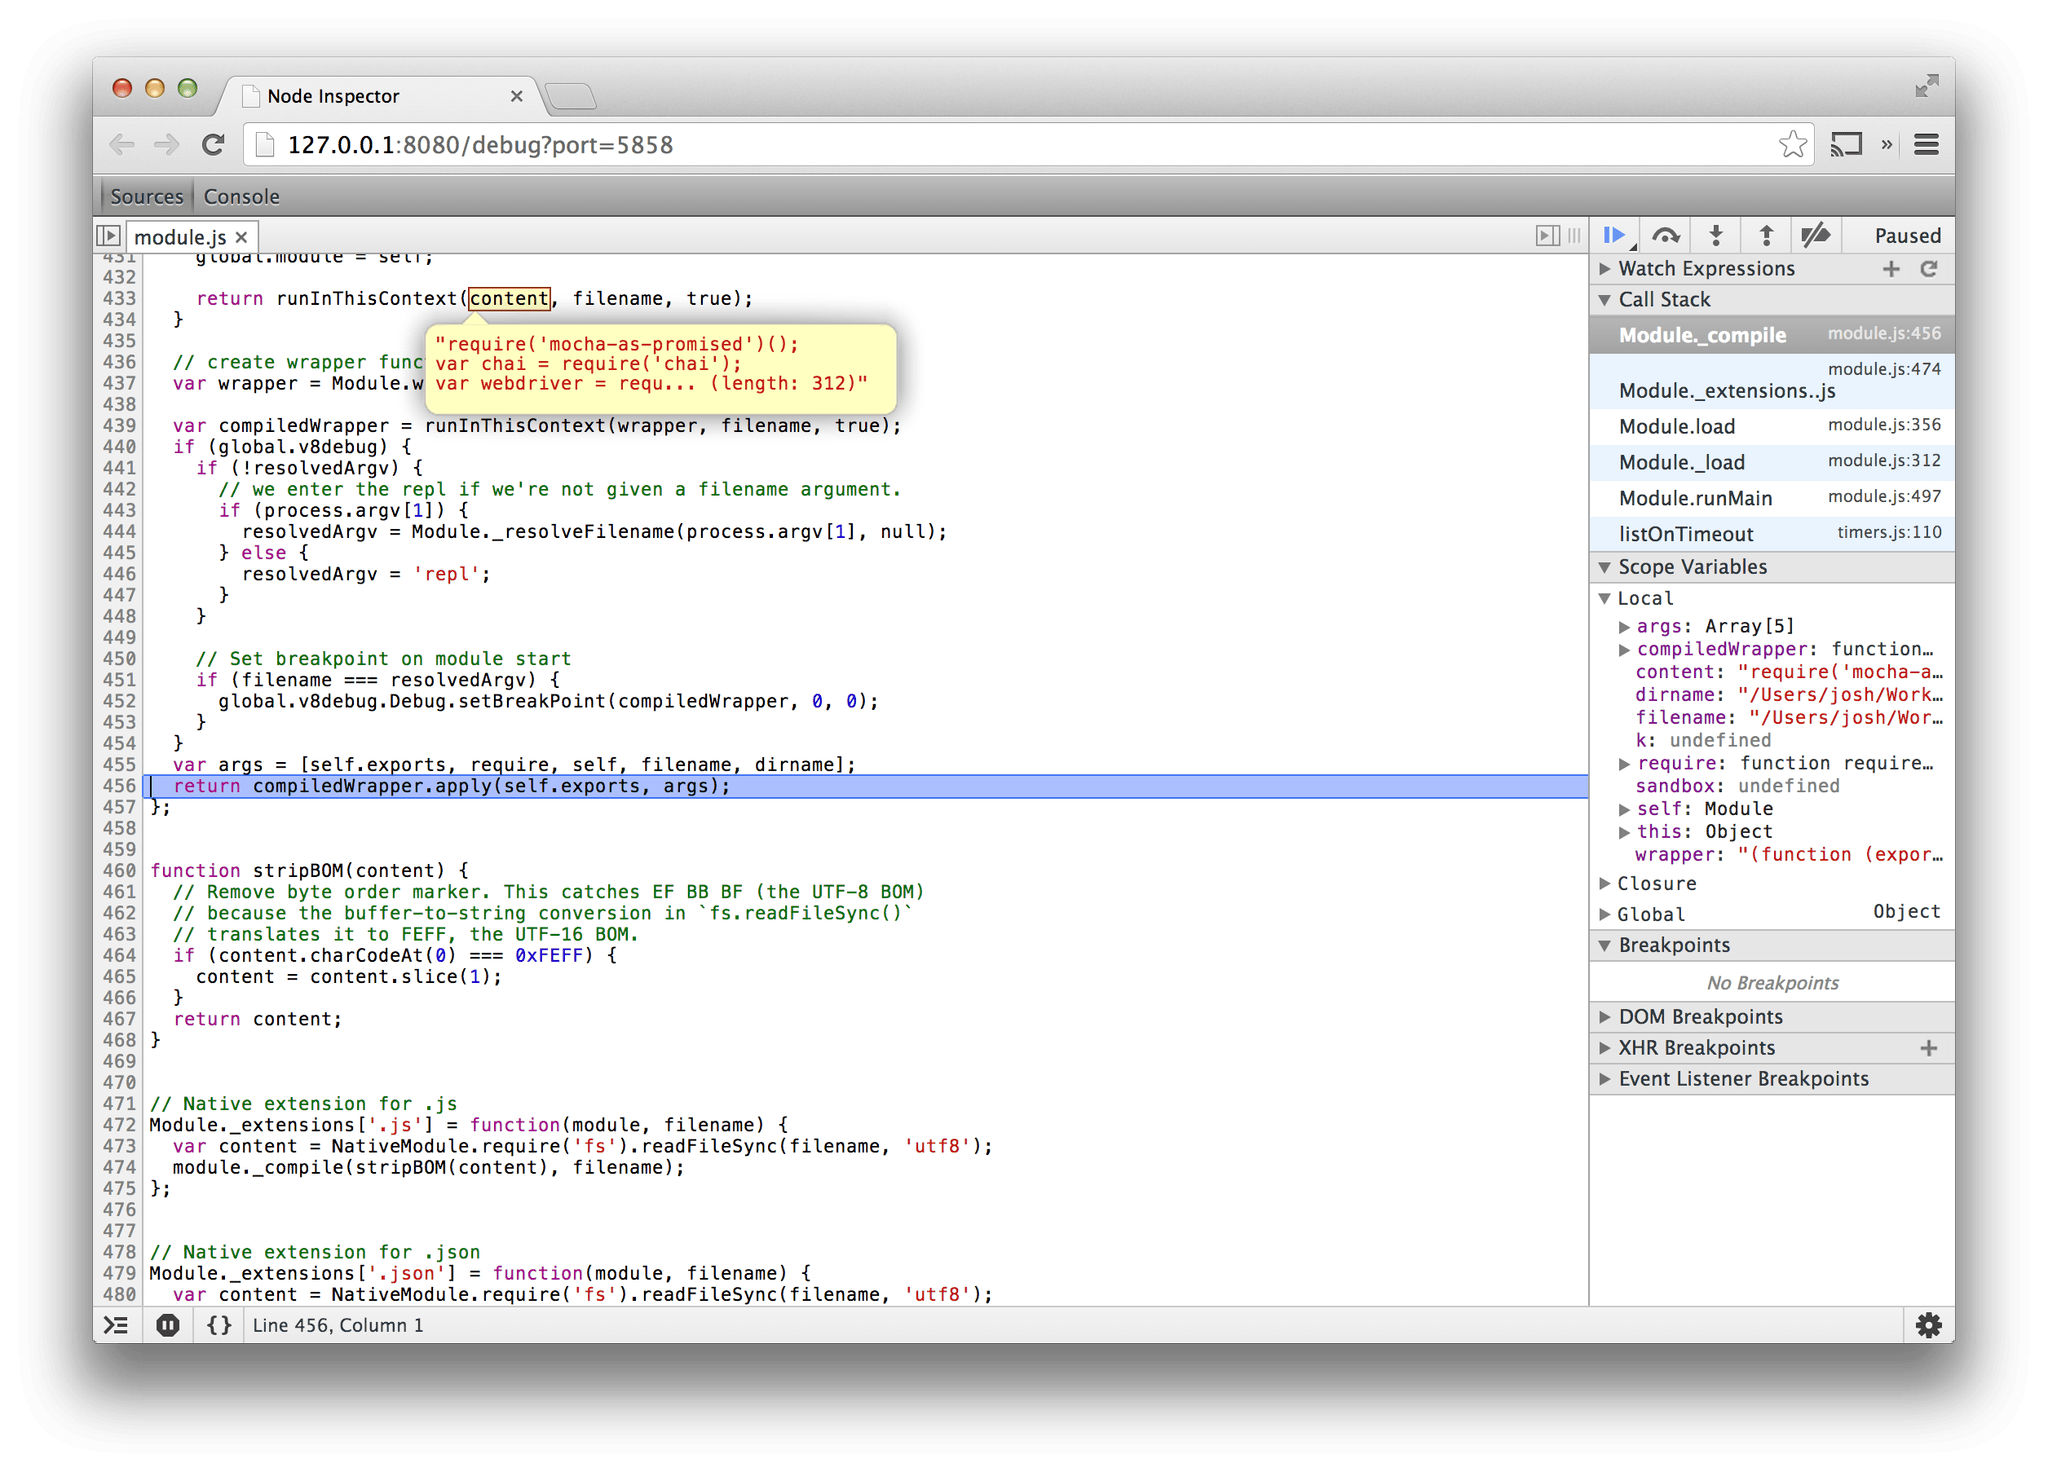 Node Inspector
127.0.0.1:8080/debug?port=5858
Sources Console
module.js
431 global.module = self;
432
433 return runInThisContext(content, filename, true);
434 }
435
"require('mocha-as-promised')();
var chai = require('chai');
var webdriver = requ... (length: 312)"
436 // create wrapper func
437 var wrapper = Module.w
438
439 var compiledWrapper = runInThisContext(wrapper, filename, true);
440 if (global.v8debug) {
441 if (!resolvedArgv) {
442 // we enter the repl if we're not given a filename argument.
443 if (process.argv[1]) {
444 resolvedArgv = Module._resolveFilename(process.argv[1], null);
445 } else {
446 resolvedArgv = 'repl';
447 }
448 }
449
450 // Set breakpoint on module start
451 if (filename === resolvedArgv) {
452 global.v8debug.Debug.setBreakPoint(compiledWrapper, 0, 0);
453 }
454 }
455 var args = [self.exports, require, self, filename, dirname];
456 return compiledWrapper.apply(self.exports, args);
457 };
458
459
460 function stripBOM(content) {
461 // Remove byte order marker. This catches EF BB BF (the UTF-8 BOM)
462 // because the buffer-to-string conversion in `fs.readFileSync()`
463 // translates it to FEFF, the UTF-16 BOM.
464 if (content.charCodeAt(0) === 0xFEFF) {
465 content = content.slice(1);
466 }
467 return content;
468 }
469
470
471 // Native extension for .js
472 Module._extensions['.js'] = function(module, filename) {
473 var content = NativeModule.require('fs').readFileSync(filename, 'utf8');
474 module._compile(stripBOM(content), filename);
475 };
476
477
478 // Native extension for .json
479 Module._extensions['.json'] = function(module, filename) {
480 var content = NativeModule.require('fs').readFileSync(filename, 'utf8');
Line 456, Column 1
Paused
Watch Expressions
Call Stack
Module._compile module.js:456
module.js:474
Module._extensions..js
Module.load module.js:356
Module._load module.js:312
Module.runMain module.js:497
listOnTimeout timers.js:110
Scope Variables
Local
args: Array[5]
compiledWrapper: function…
content: "require('mocha-a…
dirname: "/Users/josh/Work…
filename: "/Users/josh/Wor…
k: undefined
require: function require…
sandbox: undefined
self: Module
this: Object
wrapper: "(function (expor…
Closure
Global Object
Breakpoints
No Breakpoints
DOM Breakpoints
XHR Breakpoints
Event Listener Breakpoints